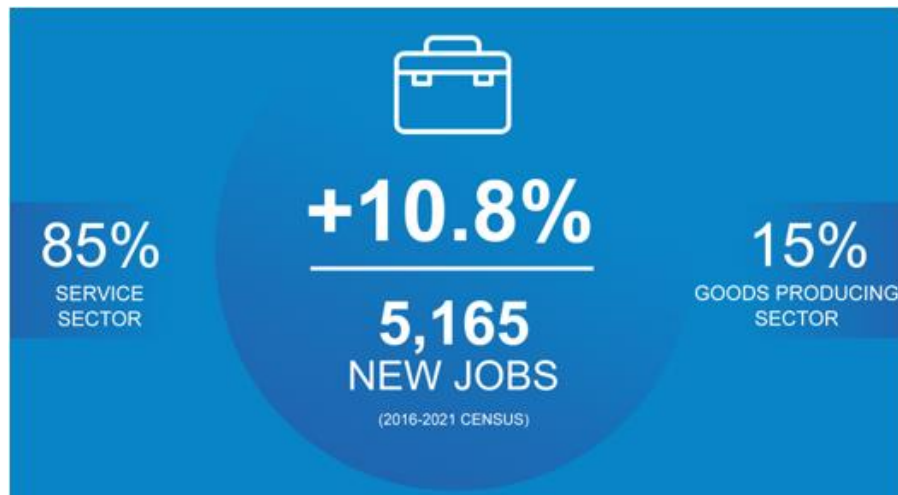 +10.8%
5,165
NEW JOBS
(2016-2021 CENSUS)
85%
SERVICE
SECTOR
15%
GOODS PRODUCING
SECTOR